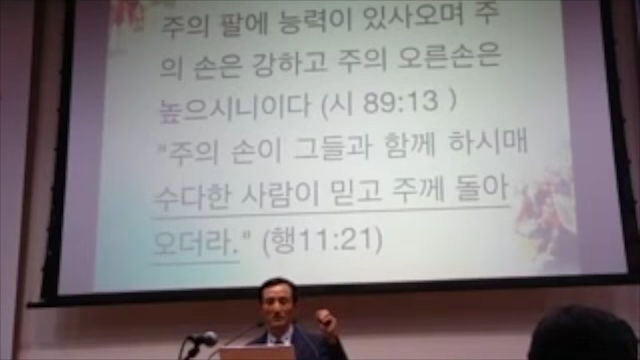 주의 팔에 능력이 있사오며 주
의 손은 강하고 주의 오른손은
높으시니이다 (시 89:13 )
"주의 손이 그들과 함께 하시매
수다한 사람이 믿고 주께 돌아
오더라." (행11:21)